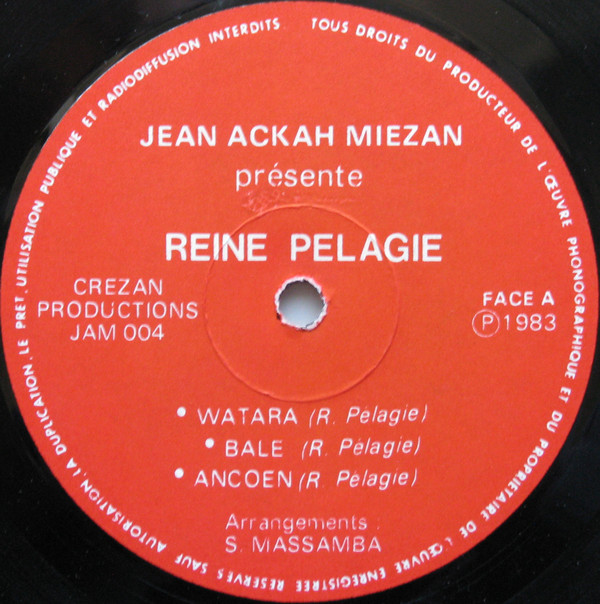 TOUS DROITS DU PRODUCTEUR DE L'ŒUVRE PHONOGRAPHIQUE ET DU PROPRIETAIRE DE L'ŒUVRE ENREGISTREE RESERVES SAUF AUTORISATION, LA DUPLICATION, LE PRET, UTILISATION PUBLIQUE ET RADIODIFFUSION INTERDITS
JEAN ACKAH MIEZAN
présente
REINE PELAGIE
CREZAN
PRODUCTIONS
JAM 004
FACE A
Ⓟ 1983
• WATARA (R. Pélagie)
• BALE (R. Pélagie)
• ANCOEN (R. Pélagie)
Arrangements :
S. MASSAMBA